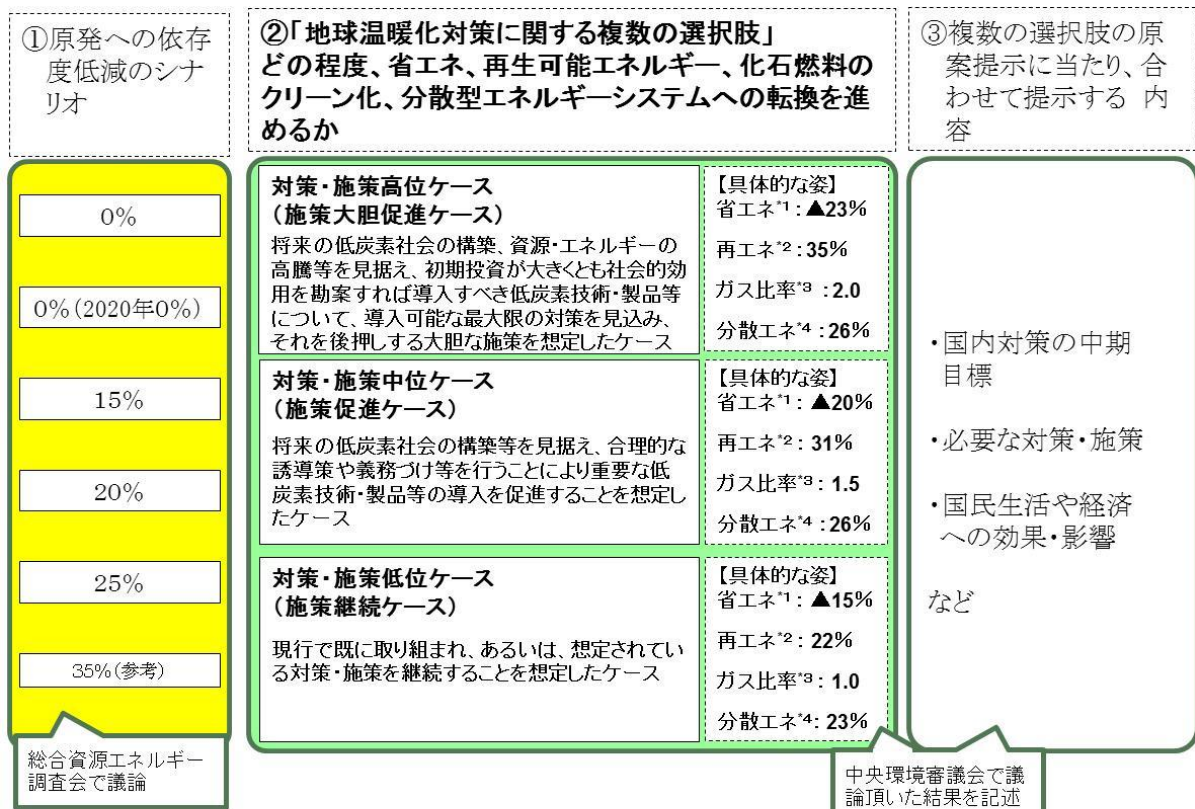 ①原発への依存
度低減のシナ
リオ
②「地球温暖化対策に関する複数の選択肢」
どの程度、省エネ、再生可能エネルギー、化石燃料の
クリーン化、分散型エネルギーシステムへの転換を進
めるか
③複数の選択肢の原
案提示に当たり、合
わせて提示する 内
容
0%
0%(2020年0%)
15%
20%
25%
35%(参考)
総合資源エネルギー
調査会で議論
対策・施策高位ケース
(施策大胆促進ケース)
将来の低炭素社会の構築、資源・エネルギーの
高騰等を見据え、初期投資が大きくとも社会的効
用を勘案すれば導入すべき低炭素技術・製品等
について、導入可能な最大限の対策を見込み、
それを後押しする大胆な施策を想定したケース
【具体的な姿】
省エネ*1:▲23%
再エネ*2:35%
ガス比率*3:2.0
分散エネ*4:26%
対策・施策中位ケース
(施策促進ケース)
将来の低炭素社会の構築等を見据え、合理的な
誘導策や義務づけ等を行うことにより重要な低
炭素技術・製品等の導入を促進することを想定し
たケース
【具体的な姿】
省エネ*1:▲20%
再エネ*2:31%
ガス比率*3:1.5
分散エネ*4:26%
対策・施策低位ケース
(施策継続ケース)
現行で既に取り組まれ、あるいは、想定されてい
る対策・施策を継続することを想定したケース
【具体的な姿】
省エネ*1:▲15%
再エネ*2:22%
ガス比率*3:1.0
分散エネ*4:23%
・国内対策の中期
目標
・必要な対策・施策
・国民生活や経済
への効果・影響
など
中央環境審議会で議
論頂いた結果を記述